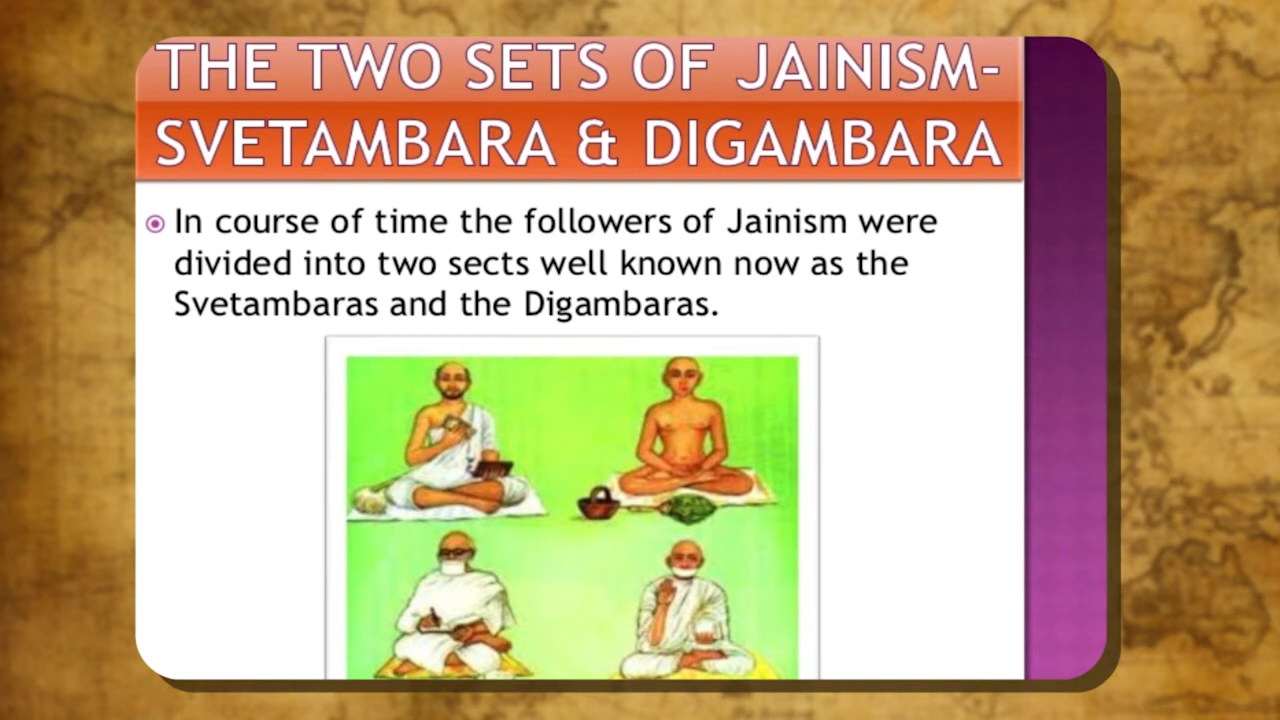 THE TWO SETS OF JAINISM-
SVETAMBARA & DIGAMBARA
In course of time the followers of Jainism were
divided into two sects well known now as the
Svetambaras and the Digambaras.